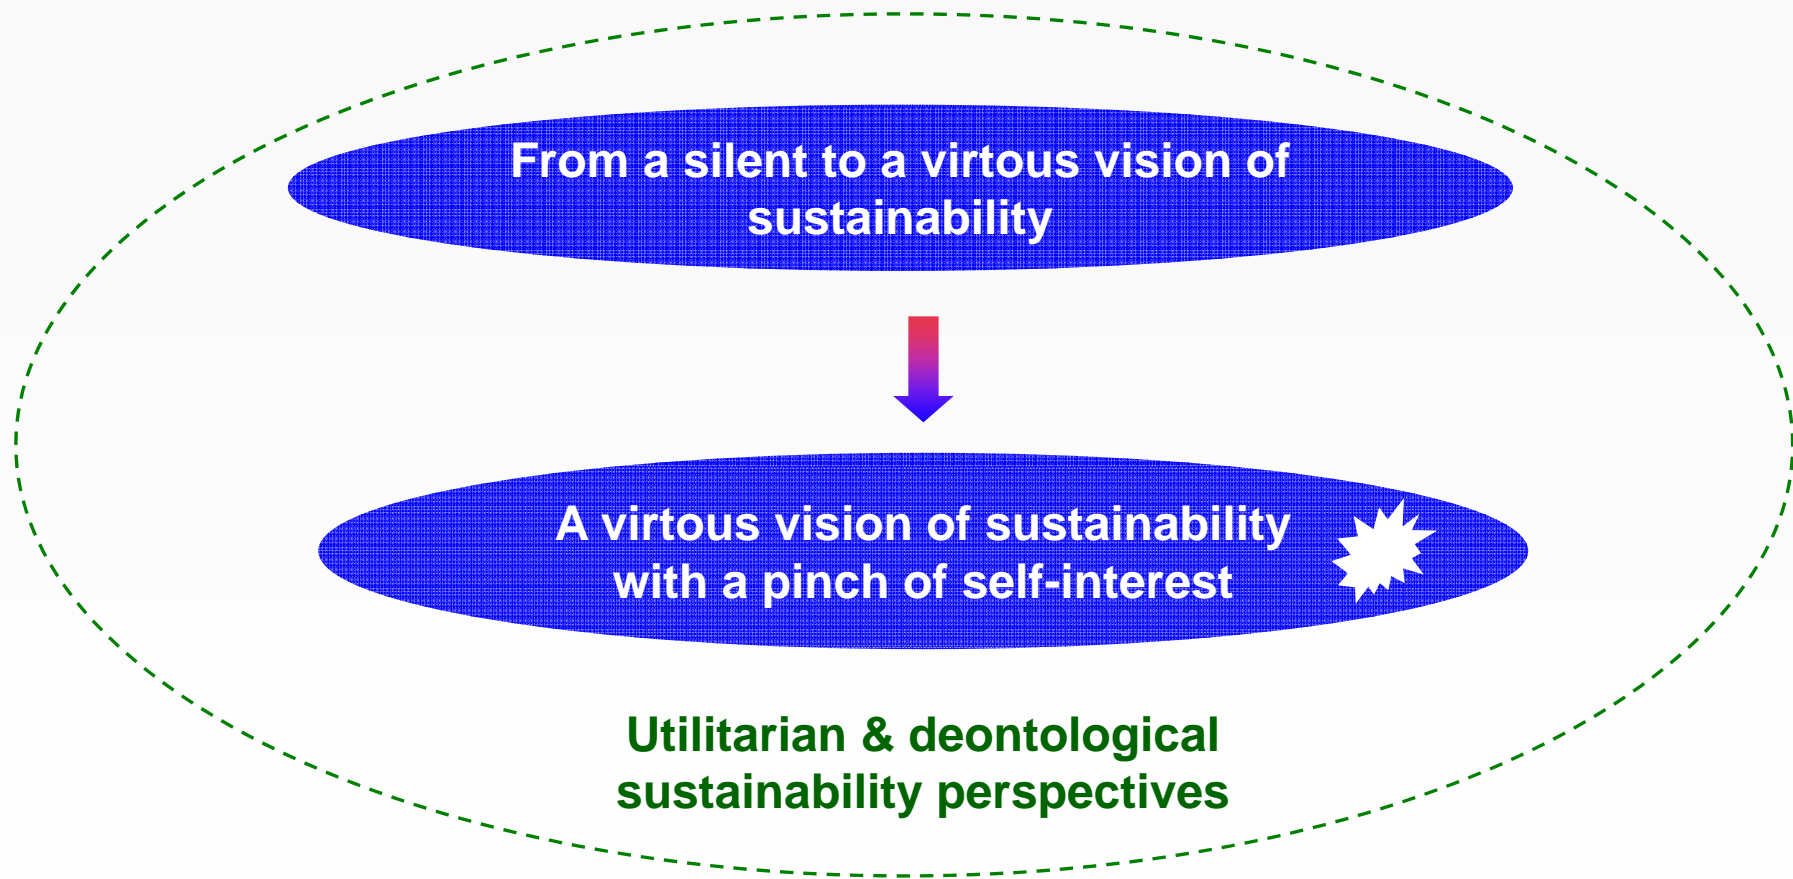 From a silent to a virtous vision of
sustainability
A virtous vision of sustainability
with a pinch of self-interest
Utilitarian & deontological
sustainability perspectives